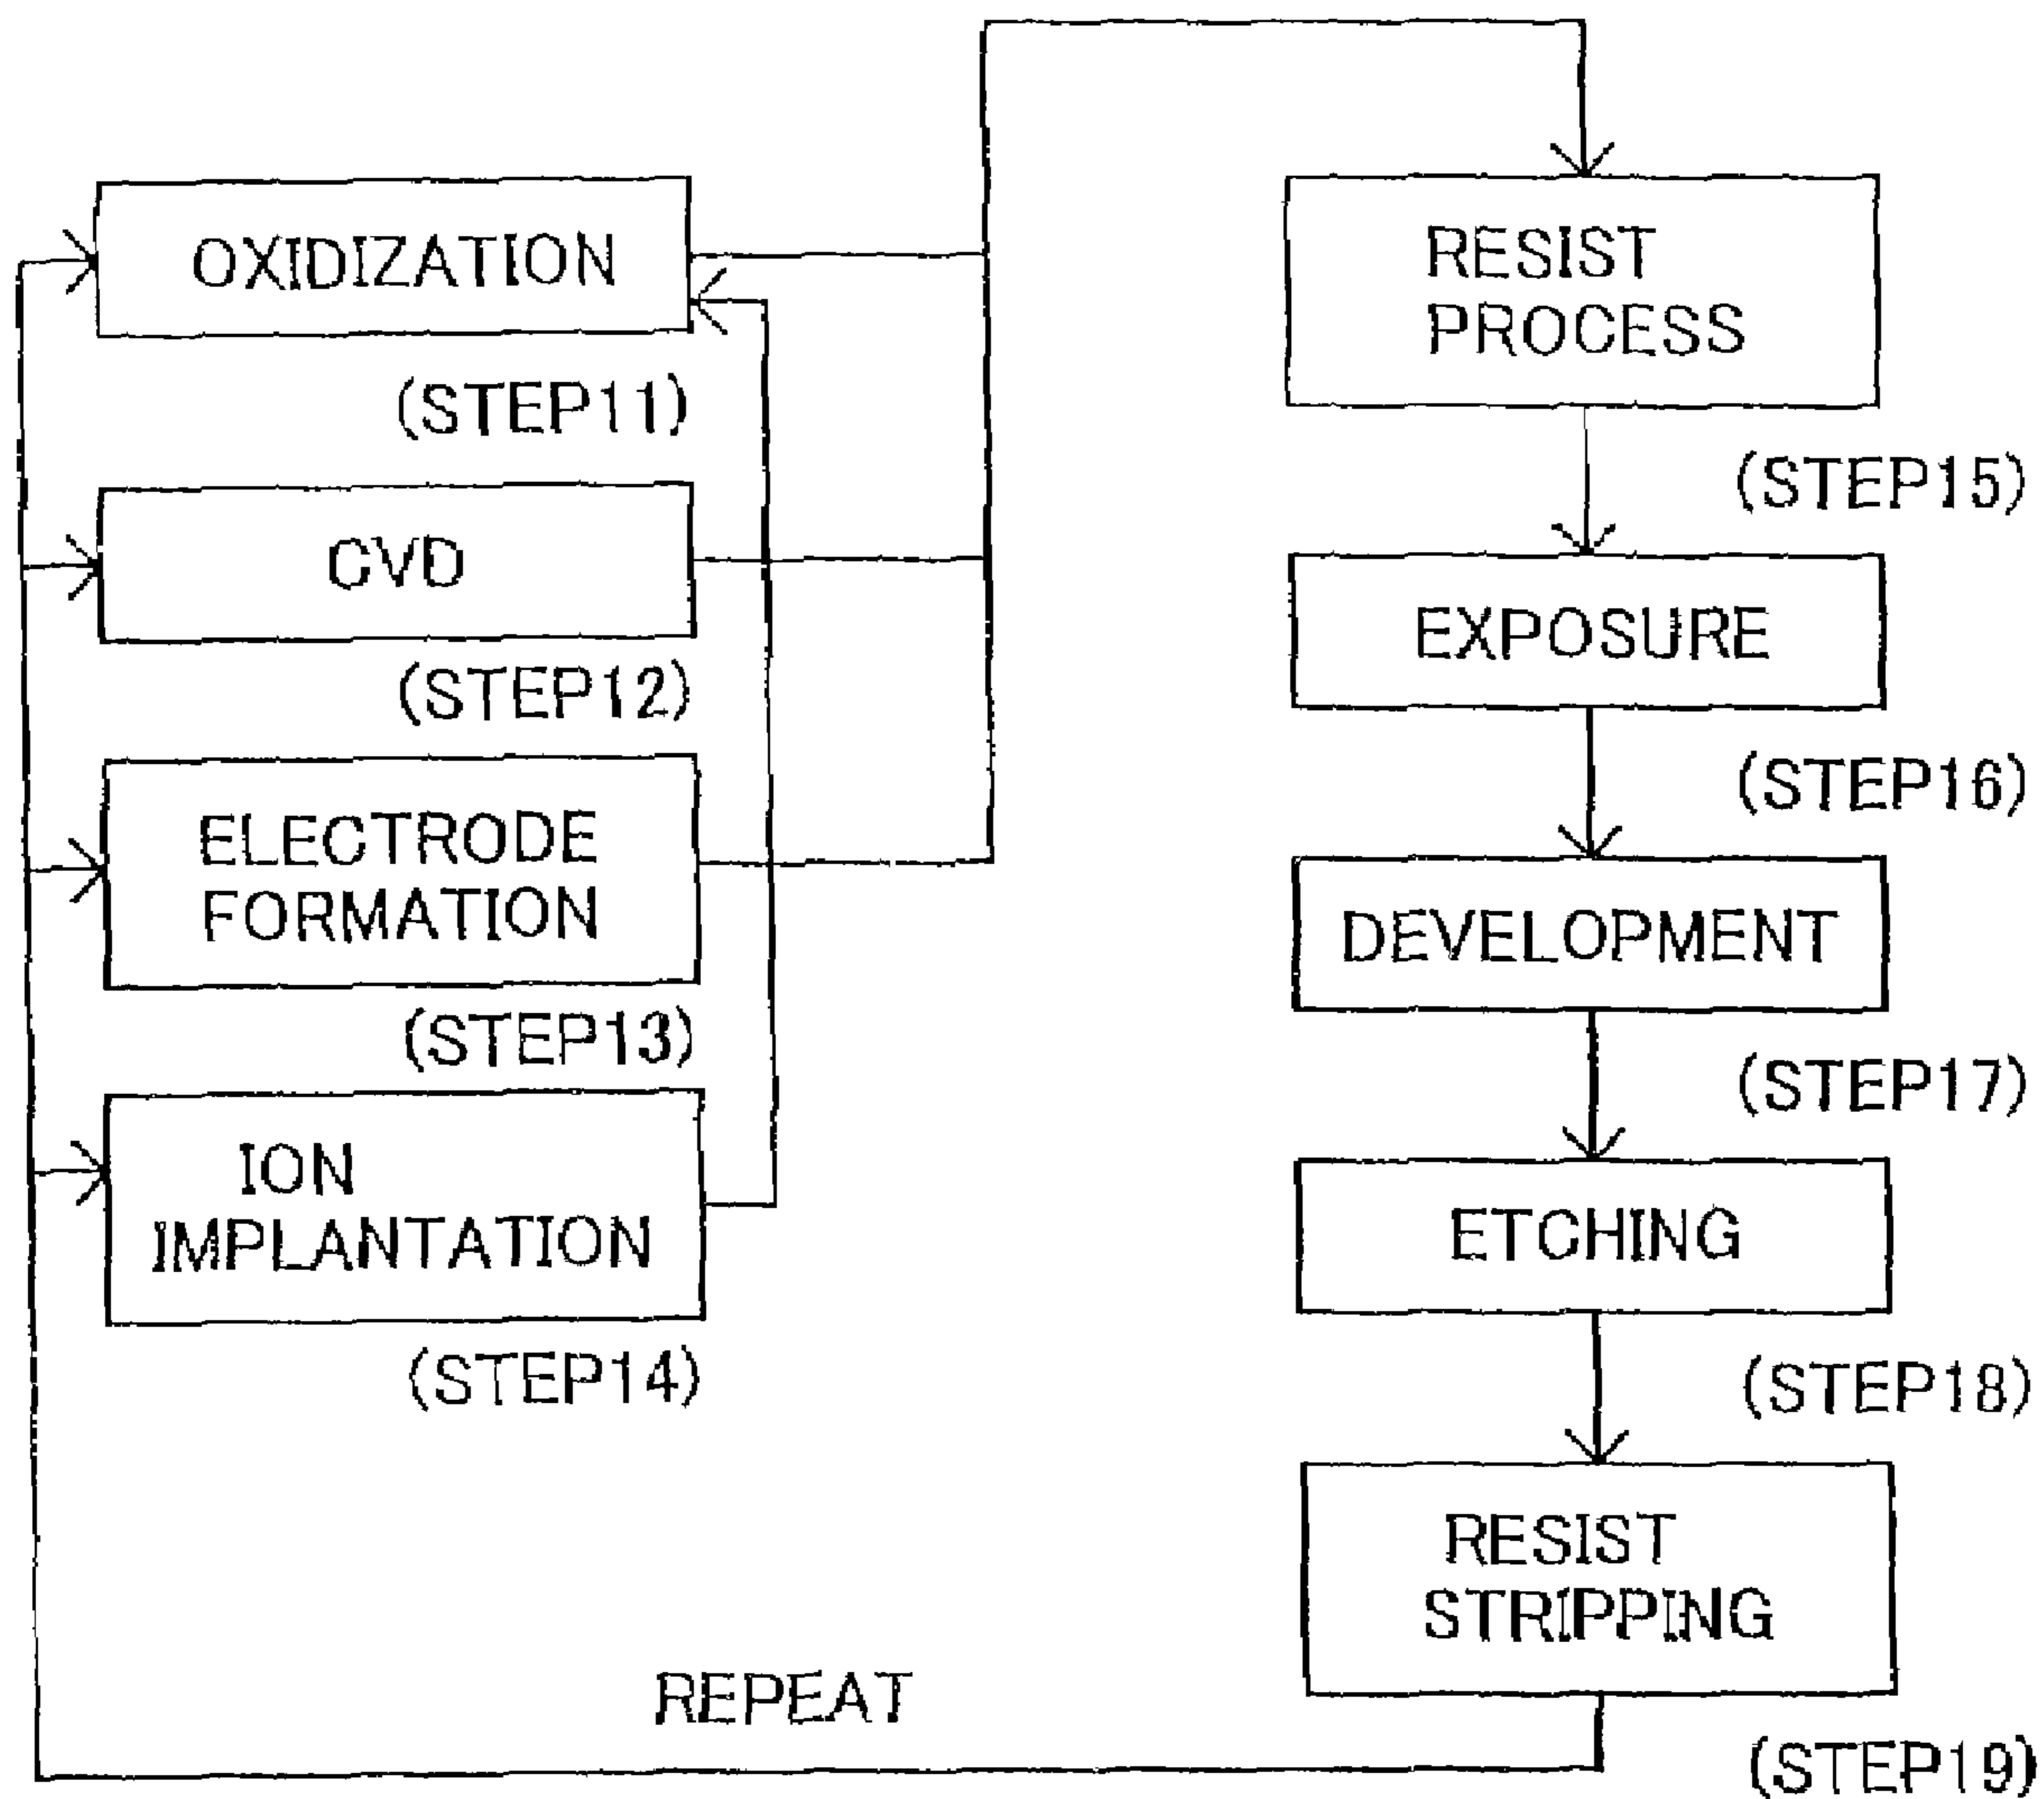 OXIDIZATION
(STEP11)
CVD
(STEP12)
ELECTRODE
FORMATION
(STEP13)
ION
IMPLANTATION
(STEP14)
RESIST
PROCESS
(STEP15)
EXPOSURE
(STEP16)
DEVELOPMENT
(STEP17)
ETCHING
(STEP18)
RESIST
STRIPPING
(STEP19)
REPEAT